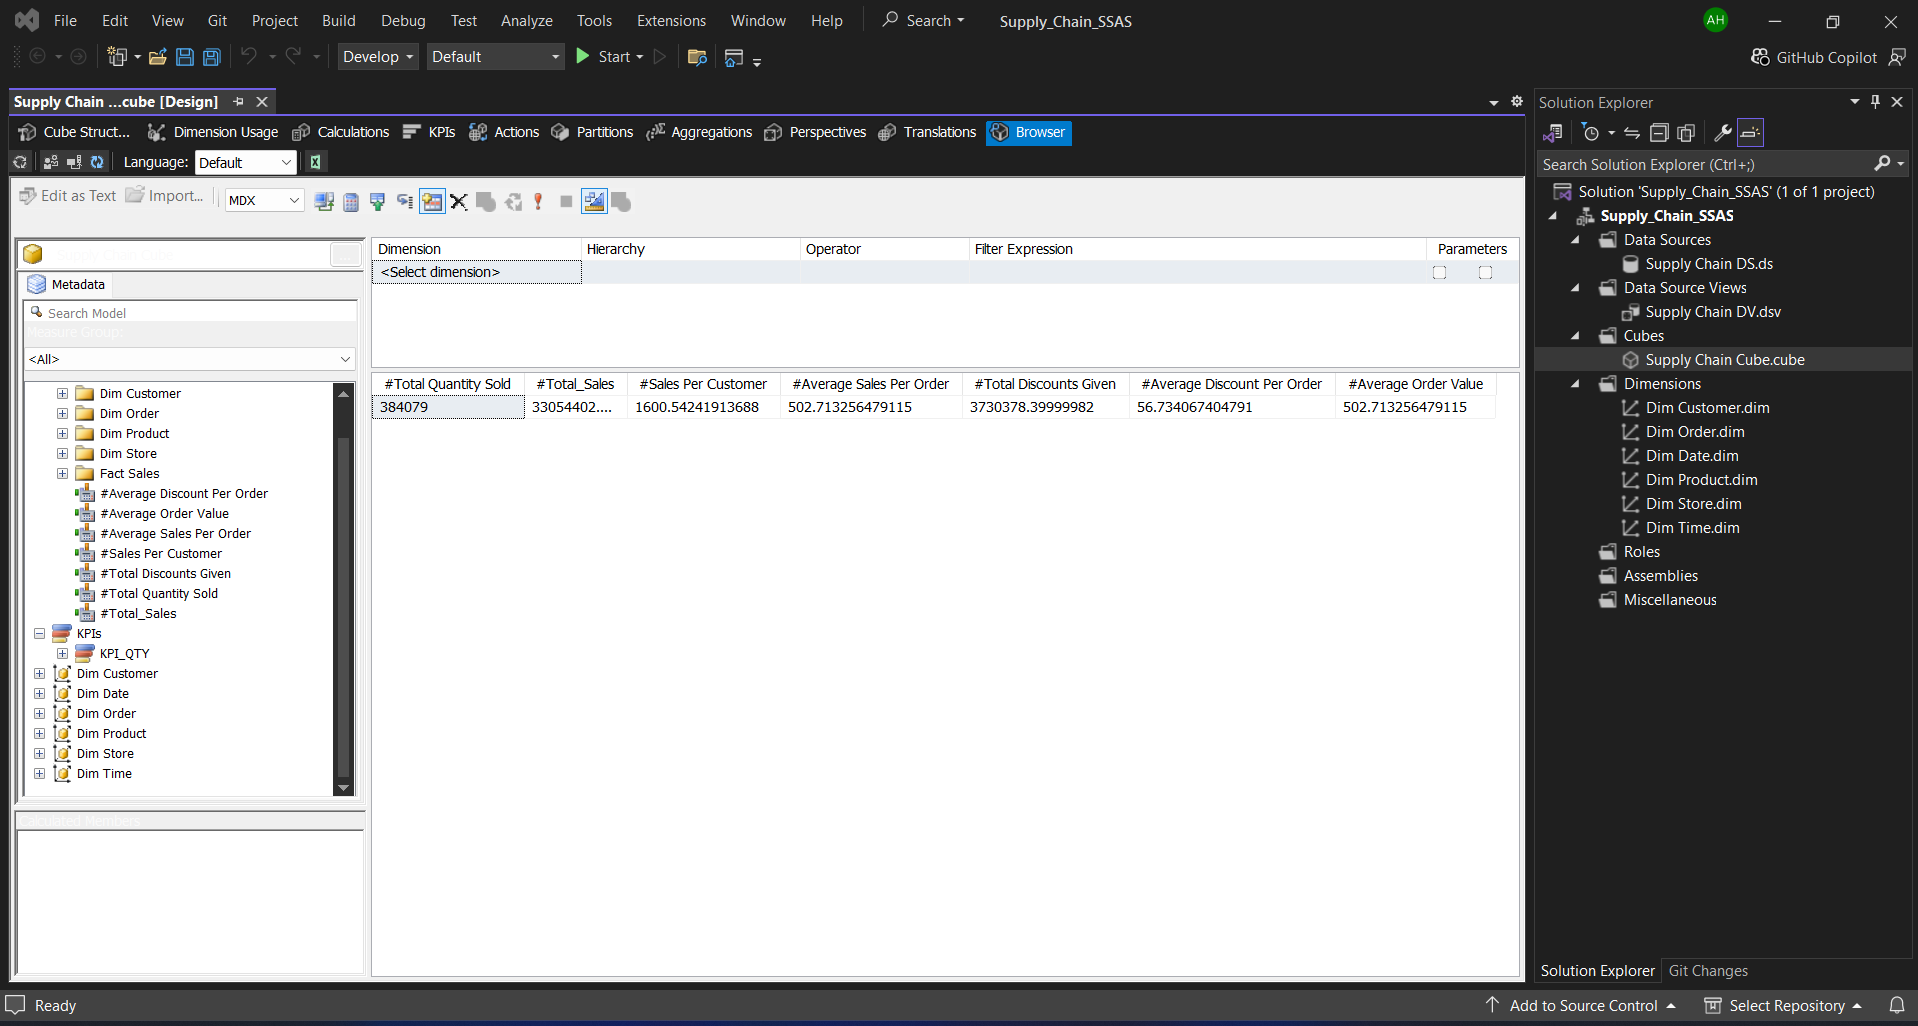 File Edit View Git Project Build Debug Test Analyze Tools Extensions Window Help Search Supply_Chain_SSAS AH
Develop Default Start GitHub Copilot
Supply Chain ...cube [Design]
Cube Struct... Dimension Usage Calculations KPIs Actions Partitions Aggregations Perspectives Translations Browser
Language: Default
Edit as Text Import... MDX
Metadata
Search Model
Measure Group:
<All>
Dim Customer
Dim Order
Dim Product
Dim Store
Fact Sales
#Average Discount Per Order
#Average Order Value
#Average Sales Per Order
#Sales Per Customer
#Total Discounts Given
#Total Quantity Sold
#Total_Sales
KPIs
KPI_QTY
Dim Customer
Dim Date
Dim Order
Dim Product
Dim Store
Dim Time
Calculated Members
Dimension Hierarchy Operator Filter Expression Parameters
<Select dimension>
#Total Quantity Sold #Total_Sales #Sales Per Customer #Average Sales Per Order #Total Discounts Given #Average Discount Per Order #Average Order Value
384079 33054402.... 1600.54241913688 502.713256479115 3730378.39999982 56.734067404791 502.713256479115
Solution Explorer
Search Solution Explorer (Ctrl+;)
Solution 'Supply_Chain_SSAS' (1 of 1 project)
Supply_Chain_SSAS
Data Sources
Supply Chain DS.ds
Data Source Views
Supply Chain DV.dsv
Cubes
Supply Chain Cube.cube
Dimensions
Dim Customer.dim
Dim Order.dim
Dim Date.dim
Dim Product.dim
Dim Store.dim
Dim Time.dim
Roles
Assemblies
Miscellaneous
Solution Explorer Git Changes
Ready Add to Source Control Select Repository